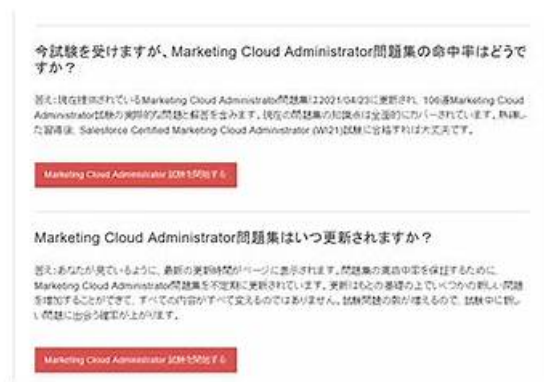 今試験を受けますが、Marketing Cloud Administrator問題集の命中率はどうで
すか？
答え：現在提供されているMarketing Cloud Administrator問題集は2021/04/23に更新され、106選Marketing Cloud
Administrator試験の実際的な問題と解答を含みます。現在の問題集の知識点は全面的にカバーされています。熟練し
た習得後、Salesforce Certified Marketing Cloud Administrator (WI21)試験に合格すれば大丈夫です。
Marketing Cloud Administrator 試験を開始する
Marketing Cloud Administrator問題集はいつ更新されますか？
答え：あなたが見ているように、最新の更新時間がページに表示されます。問題集の高命中率を保証するために、
Marketing Cloud Administrator問題集を不定期に更新されています。更新はもとの基礎の上でいくつかの新しい問題
を増加することができて、すべての内容がすべて変えるのではありません。試験問題の数が増えるので、試験中に新し
い問題に出会う確率が上がります。
Marketing Cloud Administrator 試験を開始する